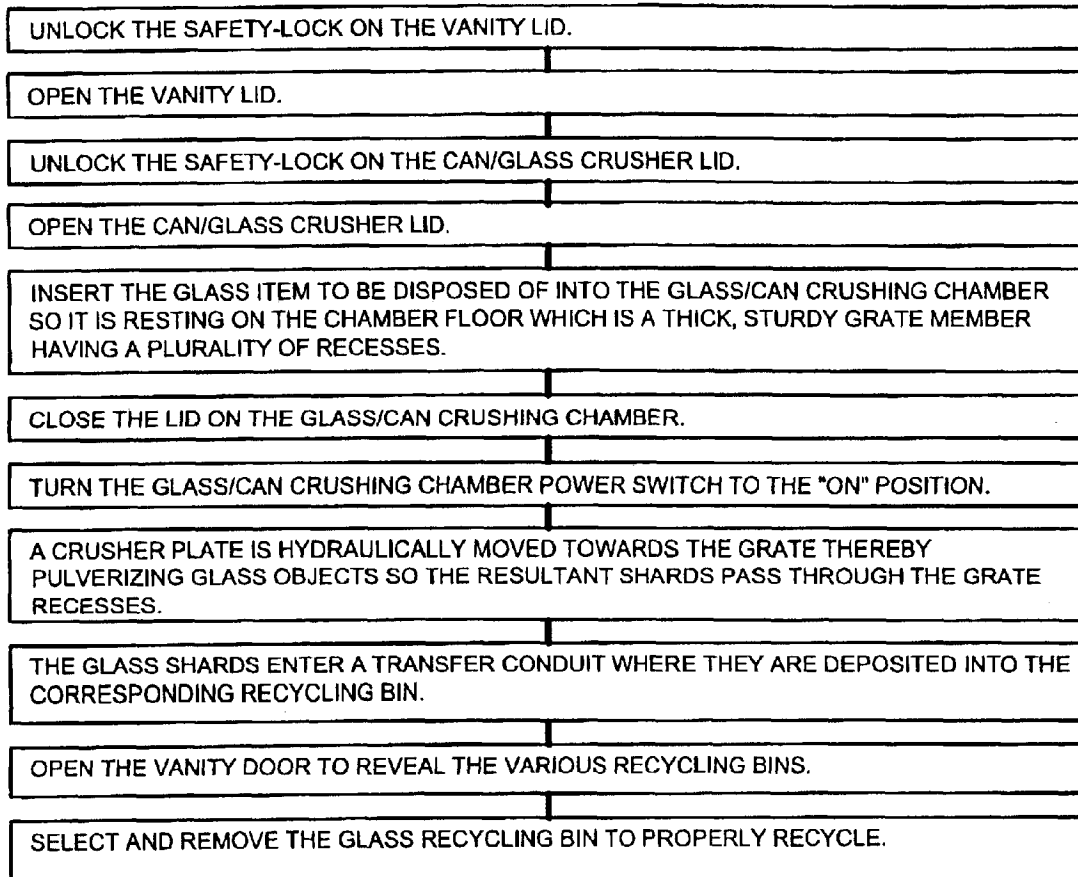 UNLOCK THE SAFETY-LOCK ON THE VANITY LID.
OPEN THE VANITY LID.
UNLOCK THE SAFETY-LOCK ON THE CAN/GLASS CRUSHER LID.
OPEN THE CAN/GLASS CRUSHER LID.
INSERT THE GLASS ITEM TO BE DISPOSED OF INTO THE GLASS/CAN CRUSHING CHAMBER
SO IT IS RESTING ON THE CHAMBER FLOOR WHICH IS A THICK, STURDY GRATE MEMBER
HAVING A PLURALITY OF RECESSES.
CLOSE THE LID ON THE GLASS/CAN CRUSHING CHAMBER.
TURN THE GLASS/CAN CRUSHING CHAMBER POWER SWITCH TO THE "ON" POSITION.
A CRUSHER PLATE IS HYDRAULICALLY MOVED TOWARDS THE GRATE THEREBY
PULVERIZING GLASS OBJECTS SO THE RESULTANT SHARDS PASS THROUGH THE GRATE
RECESSES.
THE GLASS SHARDS ENTER A TRANSFER CONDUIT WHERE THEY ARE DEPOSITED INTO THE
CORRESPONDING RECYCLING BIN.
OPEN THE VANITY DOOR TO REVEAL THE VARIOUS RECYCLING BINS.
SELECT AND REMOVE THE GLASS RECYCLING BIN TO PROPERLY RECYCLE.